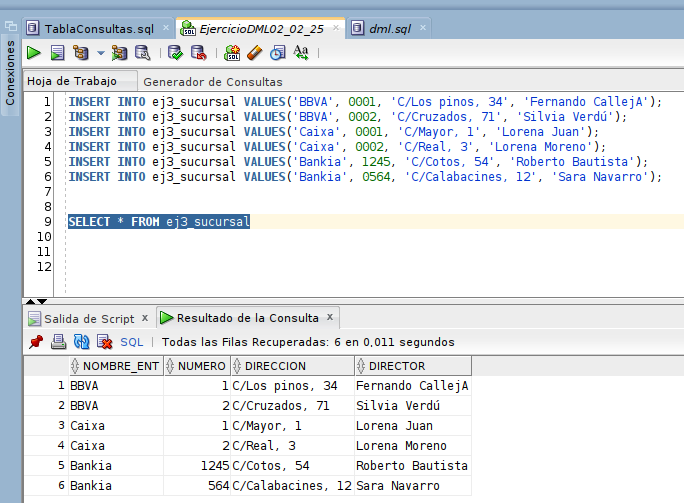 TablaConsultas.sql EjercicioDML02_02_25 dml.sql
Conexiones
Hoja de Trabajo Generador de Consultas
1 INSERT INTO ej3_sucursal VALUES('BBVA', 0001, 'C/Los pinos, 34', 'Fernando CallejA');
2 INSERT INTO ej3_sucursal VALUES('BBVA', 0002, 'C/Cruzados, 71', 'Silvia Verdú');
3 INSERT INTO ej3_sucursal VALUES('Caixa', 0001, 'C/Mayor, 1', 'Lorena Juan');
4 INSERT INTO ej3_sucursal VALUES('Caixa', 0002, 'C/Real, 3', 'Lorena Moreno');
5 INSERT INTO ej3_sucursal VALUES('Bankia', 1245, 'C/Cotos, 54', 'Roberto Bautista');
6 INSERT INTO ej3_sucursal VALUES('Bankia', 0564, 'C/Calabacines, 12', 'Sara Navarro');
7
8
9 SELECT * FROM ej3_sucursal
10
11
12
Salida de Script x Resultado de la Consulta x
SQL | Todas las Filas Recuperadas: 6 en 0,011 segundos
NOMBRE_ENT NUMERO DIRECCION DIRECTOR
1 BBVA 1 C/Los pinos, 34 Fernando CallejA
2 BBVA 2 C/Cruzados, 71 Silvia Verdú
3 Caixa 1 C/Mayor, 1 Lorena Juan
4 Caixa 2 C/Real, 3 Lorena Moreno
5 Bankia 1245 C/Cotos, 54 Roberto Bautista
6 Bankia 564 C/Calabacines, 12 Sara Navarro